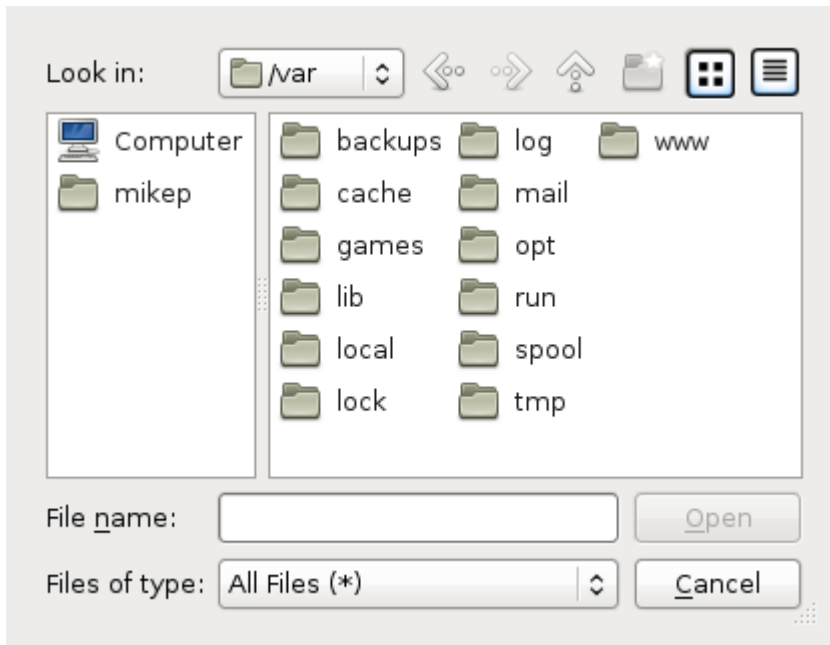 Look in: /var
Computer backups log www
mikep cache mail
games opt
lib run
local spool
lock tmp
File name: Open
Files of type: All Files (*) Cancel